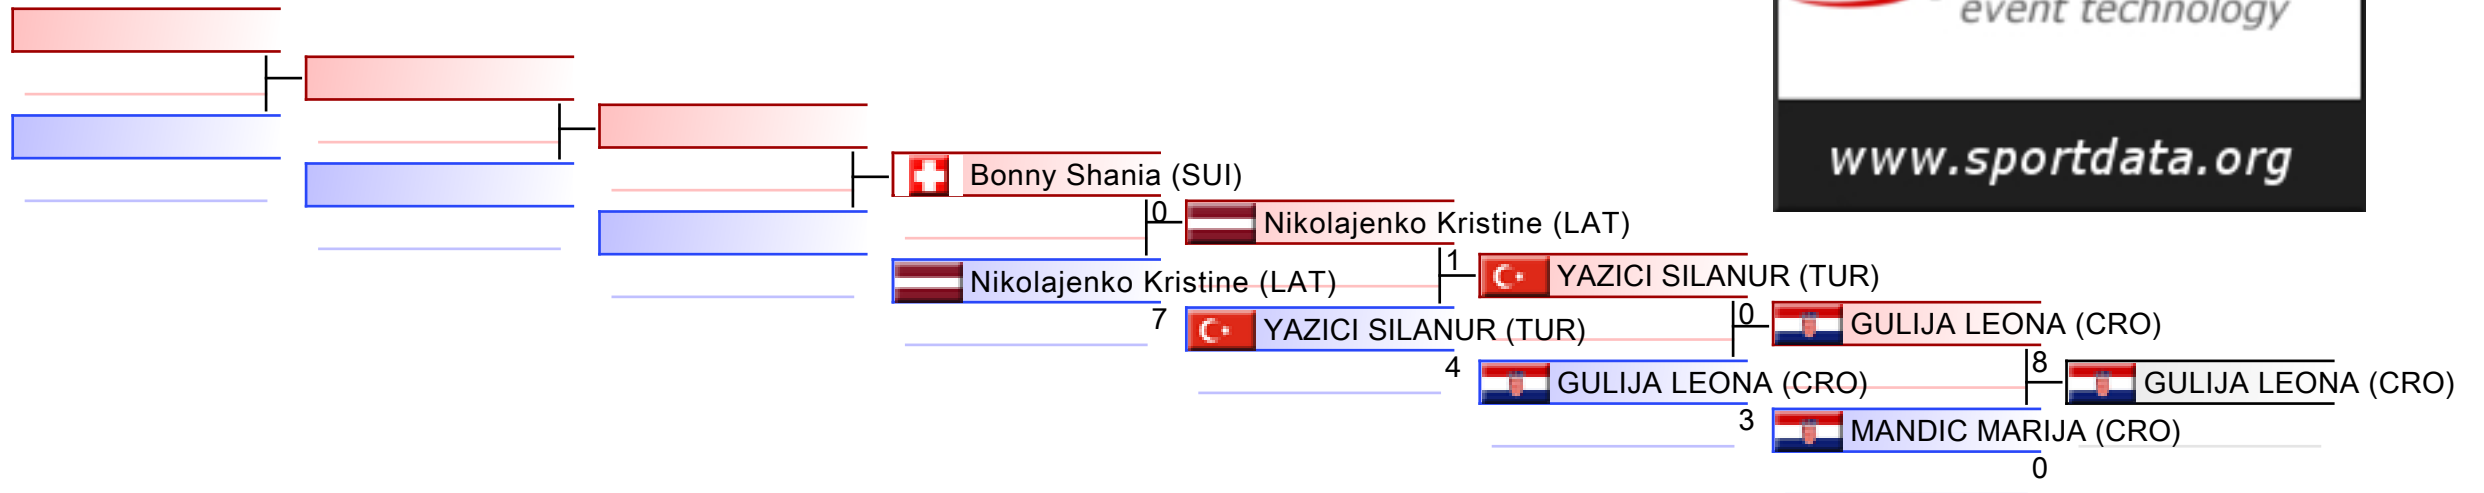 event technology
www.sportdata.org
Bonny Shania (SUI)
0
Nikolajenko Kristine (LAT)
Nikolajenko Kristine (LAT)
7
1
YAZICI SILANUR (TUR)
YAZICI SILANUR (TUR)
4
0
GULIJA LEONA (CRO)
GULIJA LEONA (CRO)
3
8
GULIJA LEONA (CRO)
MANDIC MARIJA (CRO)
0